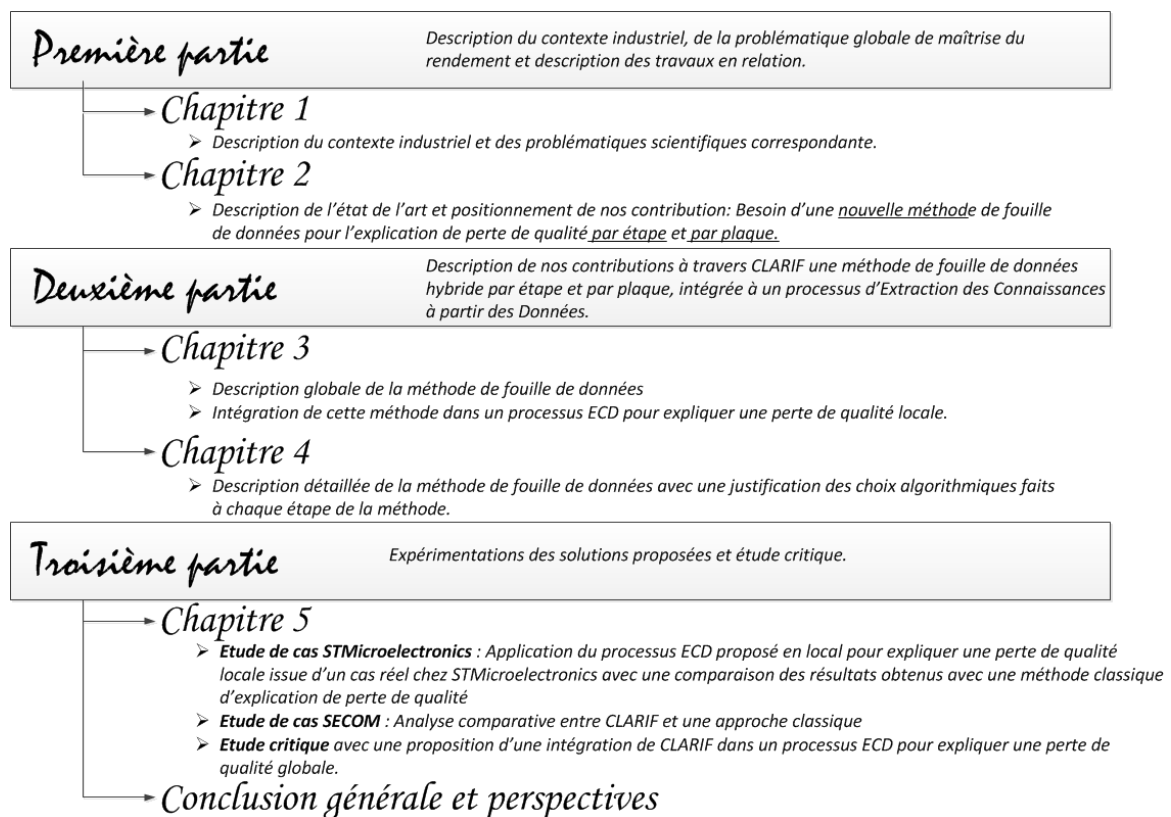 Première partie
Description du contexte industriel, de la problématique globale de maîtrise du
rendement et description des travaux en relation.
Chapitre 1
➢ Description du contexte industriel et des problématiques scientifiques correspondante.
Chapitre 2
➢ Description de l'état de l'art et positionnement de nos contribution: Besoin d'une nouvelle méthode de fouille
de données pour l'explication de perte de qualité par étape et par plaque.
Deuxième partie
Description de nos contributions à travers CLARIF une méthode de fouille de données
hybride par étape et par plaque, intégrée à un processus d'Extraction des Connaissances
à partir des Données.
Chapitre 3
➢ Description globale de la méthode de fouille de données
➢ Intégration de cette méthode dans un processus ECD pour expliquer une perte de qualité locale.
Chapitre 4
➢ Description détaillée de la méthode de fouille de données avec une justification des choix algorithmiques faits
à chaque étape de la méthode.
Troisième partie
Expérimentations des solutions proposées et étude critique.
Chapitre 5
➢ Etude de cas STMicroelectronics : Application du processus ECD proposé en local pour expliquer une perte de qualité
locale issue d'un cas réel chez STMicroelectronics avec une comparaison des résultats obtenus avec une méthode classique
d'explication de perte de qualité
➢ Etude de cas SECOM : Analyse comparative entre CLARIF et une approche classique
➢ Etude critique avec une proposition d'une intégration de CLARIF dans un processus ECD pour expliquer une perte de
qualité globale.
Conclusion générale et perspectives